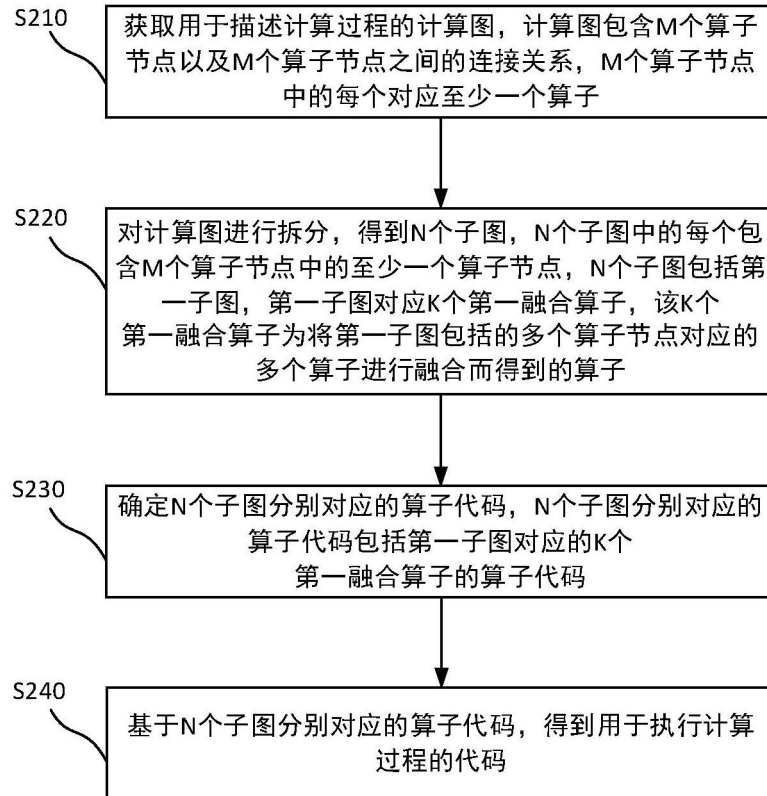 S210
获取用于描述计算过程的计算图，计算图包含M个算子
节点以及M个算子节点之间的连接关系，M个算子节点
中的每个对应至少一个算子
S220
对计算图进行拆分，得到N个子图，N个子图中的每个包
含M个算子节点中的至少一个算子节点，N个子图包括第
一子图，第一子图对应K个第一融合算子，该K个
第一融合算子为将第一子图包括的多个算子节点对应的
多个算子进行融合而得到的算子
S230
确定N个子图分别对应的算子代码，N个子图分别对应的
算子代码包括第一子图对应的K个
第一融合算子的算子代码
S240
基于N个子图分别对应的算子代码，得到用于执行计算
过程的代码